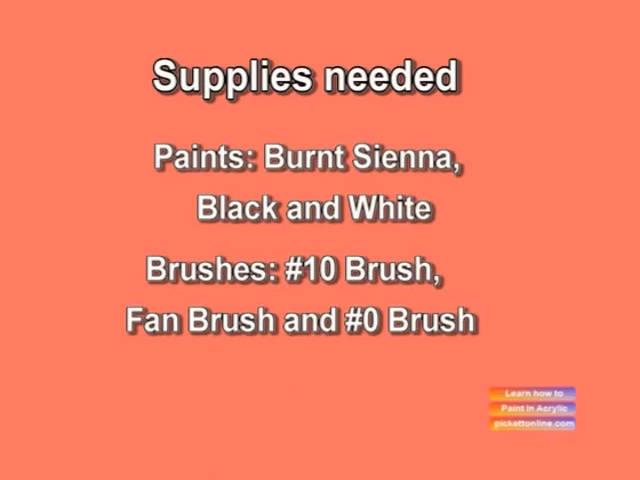 Supplies needed
Paints: Burnt Sienna,
Black and White
Brushes: #10 Brush,
Fan Brush and #0 Brush
Learn how to
Paint in Acrylic
pickettonline.com